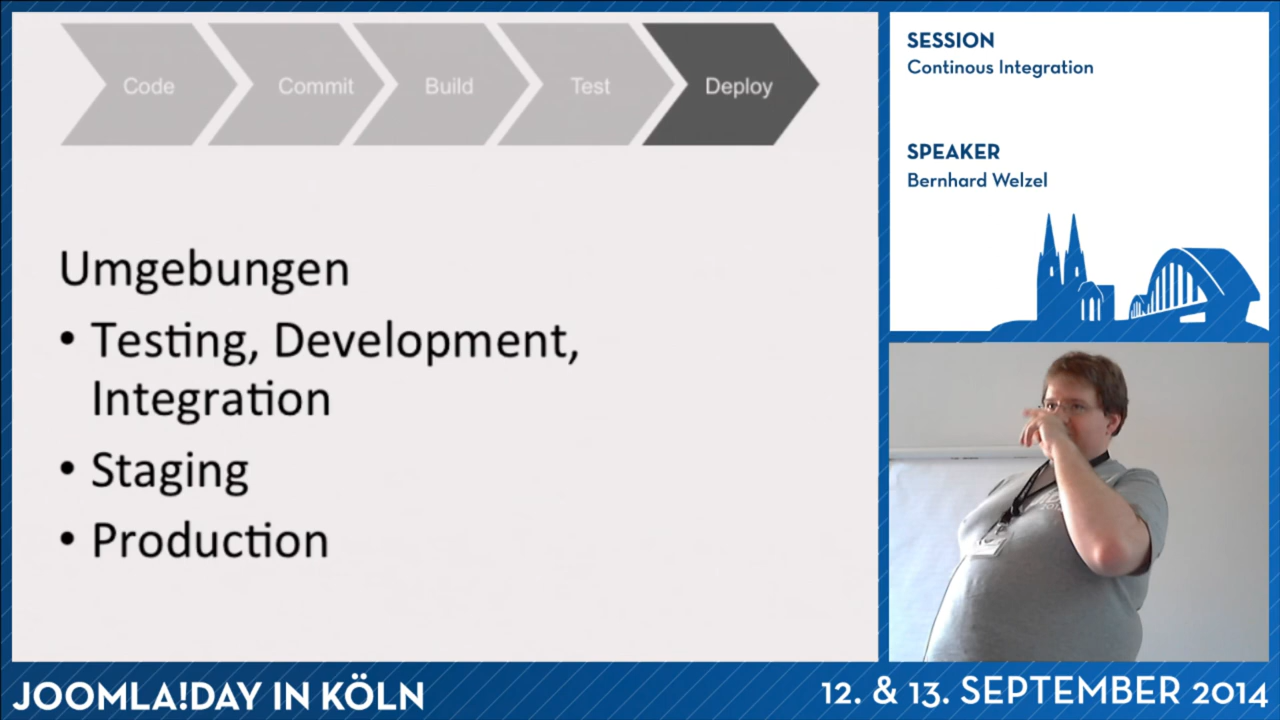 Code
Commit
Build
Test
Deploy
Umgebungen
• Testing, Development,
Integration
• Staging
• Production
SESSION
Continous Integration
SPEAKER
Bernhard Welzel
JOOMLA!DAY IN KÖLN
12. & 13. SEPTEMBER 2014